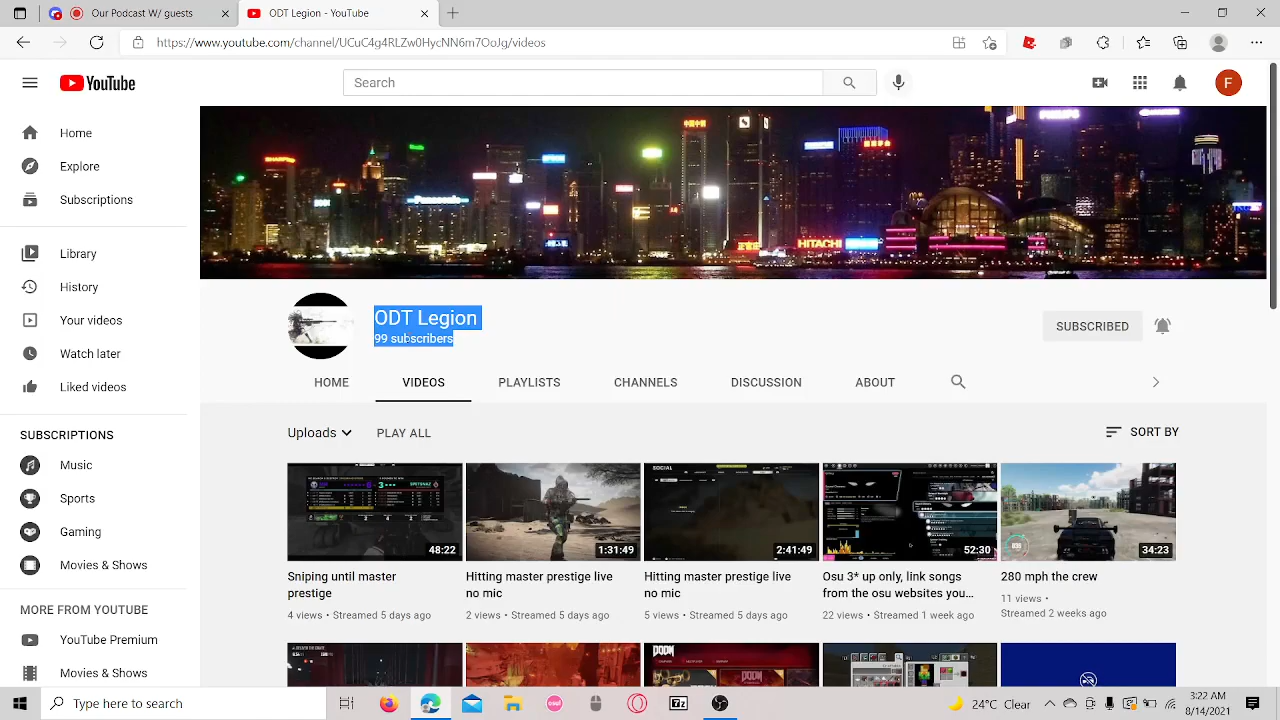 ODT Legion - YouTube
https://www.youtube.com/channel/UCuC4g4RLZw0HycNN6m7OoJg/videos
YouTube
Search
F
Home
Explore
Subscriptions
Library
History
Your videos
Watch later
Liked videos
SUBSCRIPTIONS
Music
Sports
Gaming
Movies & Shows
MORE FROM YOUTUBE
YouTube Premium
Movies & Shows
HITACHI
PHILIPS
ODT Legion
99 subscribers
SUBSCRIBED
HOME
VIDEOS
PLAYLISTS
CHANNELS
DISCUSSION
ABOUT
Uploads
PLAY ALL
SORT BY
48:22
1:31:49
SOCIAL
2:41:49
52:30
34:23
Sniping until master
prestige
4 views • Streamed 5 days ago
Hitting master prestige live
no mic
2 views • Streamed 5 days ago
Hitting master prestige live
no mic
5 views • Streamed 5 days ago
Osu 3* up only, link songs
from the osu websites you...
22 views • Streamed 1 week ago
280 mph the crew
11 views •
Streamed 2 weeks ago
DOOM
Type here to search
osu!
7z
24°C Clear
3:22 AM
8/14/2021